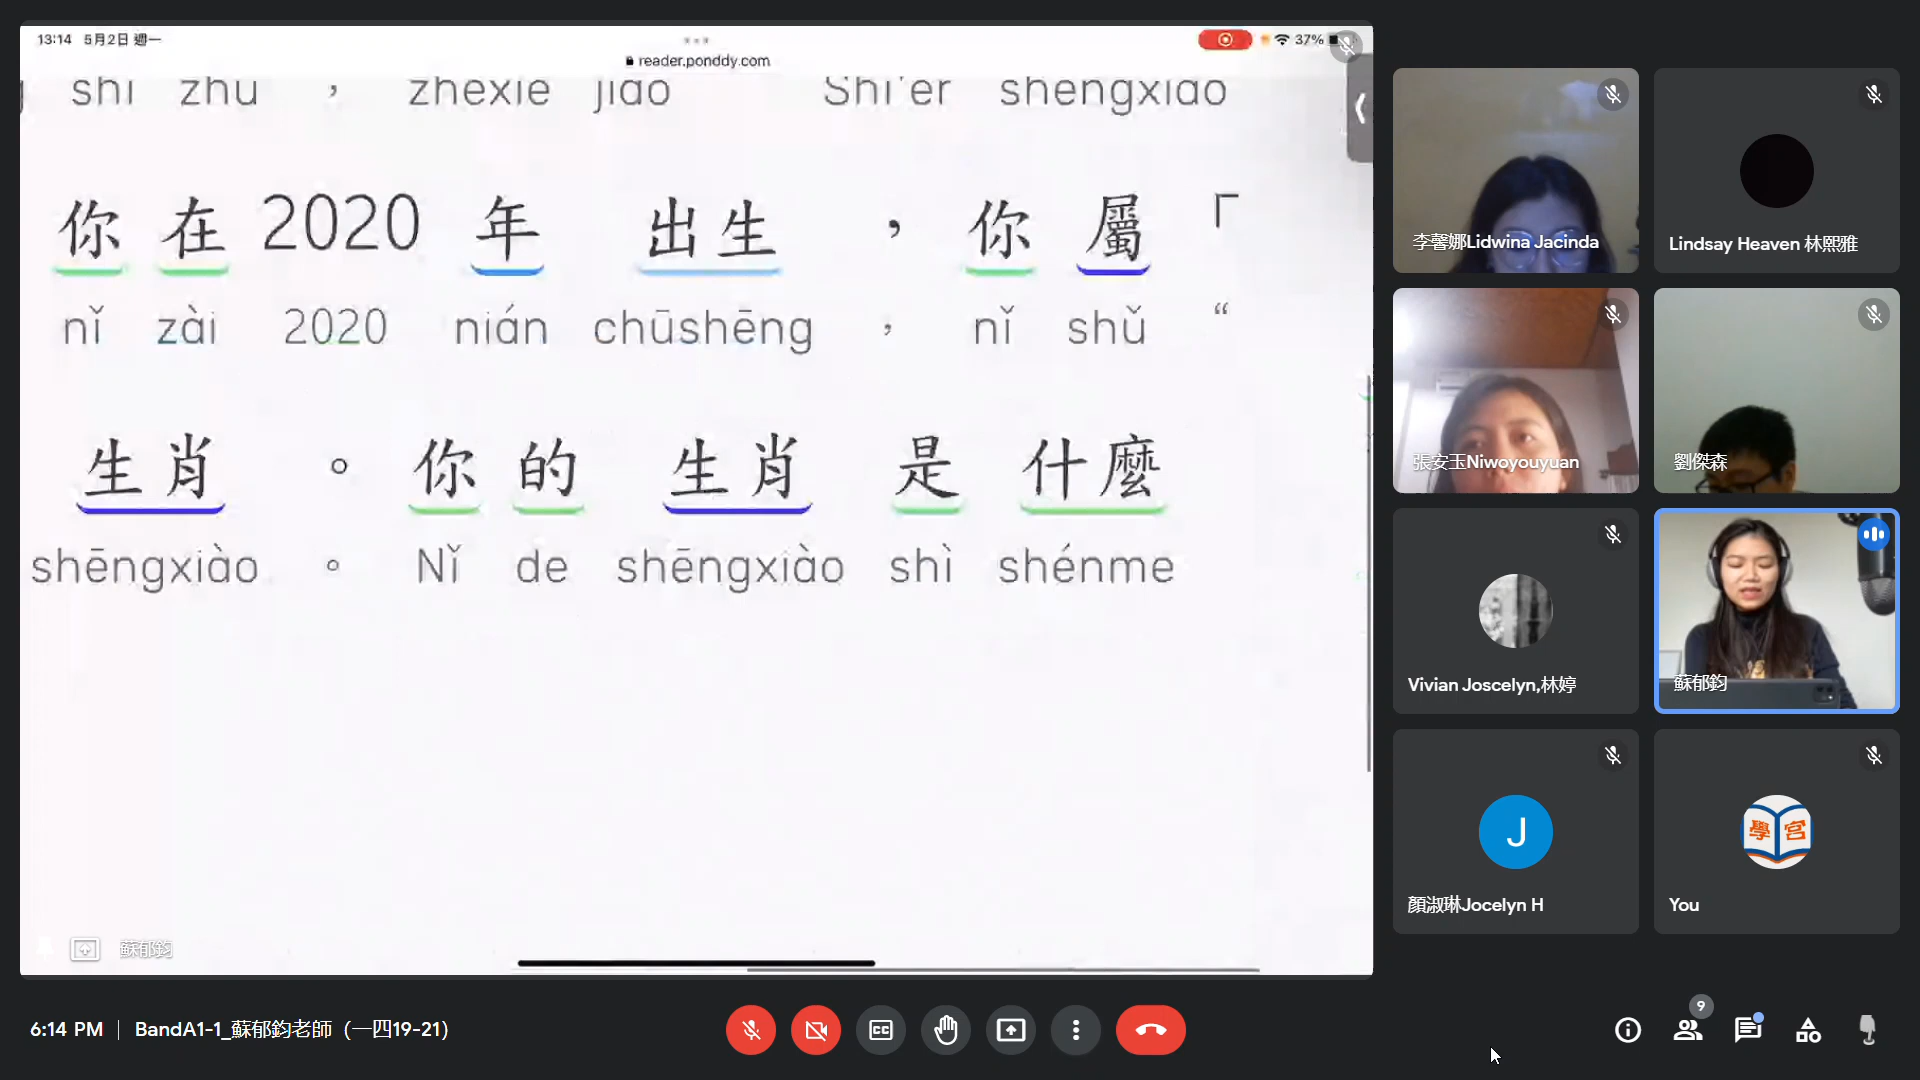 13:14 5月2日 週一
reader.ponddy.com
37%
shi zhu ， zhexie jiao Shi'er shengxiao
你 在 2020 年 出生 ， 你 屬 「
nǐ zài 2020 nián chūshēng ， nǐ shǔ “
生肖 。 你 的 生肖 是 什麼
shēngxiào 。 Nǐ de shēngxiào shì shénme
蘇郁鈞
李馨娜Lidwina Jacinda
Lindsay Heaven 林熙雅
張安玉Niwoyouyuan
劉傑森
Vivian Joscelyn,林婷
蘇郁鈞
J
顏淑琳Jocelyn H
學宮
You
6:14 PM | BandA1-1_蘇郁鈞老師（一四19-21）
CC
9